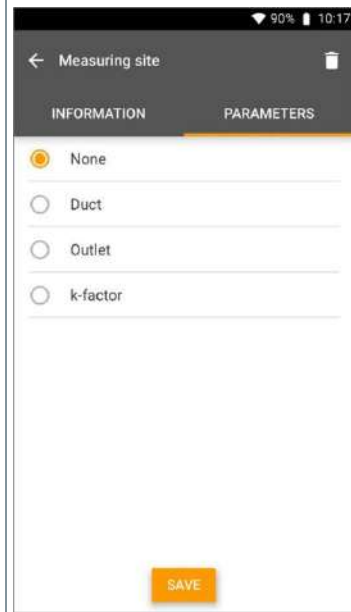 90% 10:17
Measuring site
INFORMATION PARAMETERS
None
Duct
Outlet
k-factor
SAVE